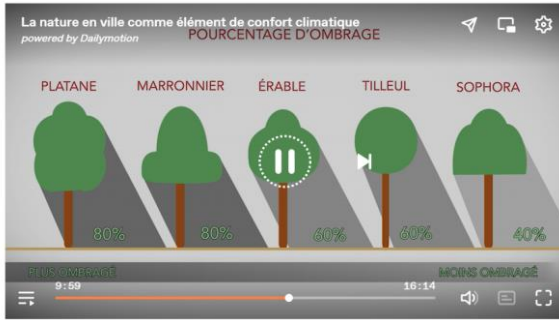 La nature en ville comme élément de confort climatique
powered by Dailymotion
POURCENTAGE D'OMBRAGE
PLATANE MARRONNIER ÉRABLE TILLEUL SOPHORA
80% 80% 60% 60% 40%
PLUS OMBRAGÉ MOINS OMBRAGÉ
9:59 16:14